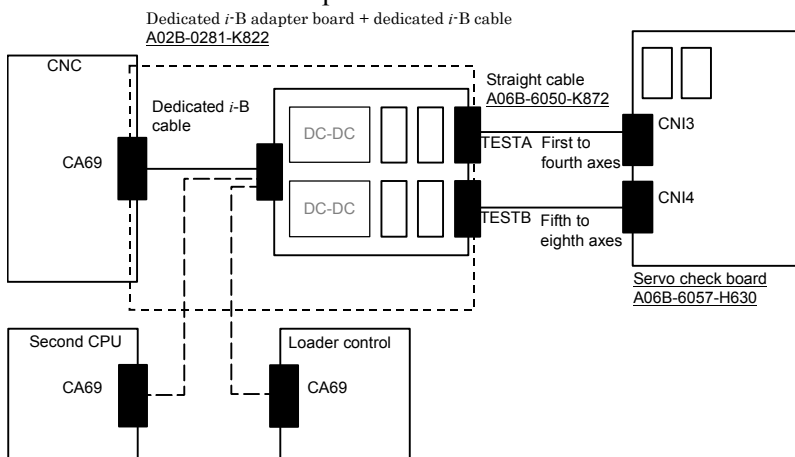 Dedicated i-B adapter board + dedicated i-B cable
A02B-0281-K822
CNC
Dedicated i-B
cable
CA69
DC-DC
DC-DC
Straight cable
A06B-6050-K872
TESTA First to
fourth axes
TESTB Fifth to
eighth axes
CNI3
CNI4
Servo check board
A06B-6057-H630
Second CPU
CA69
Loader control
CA69